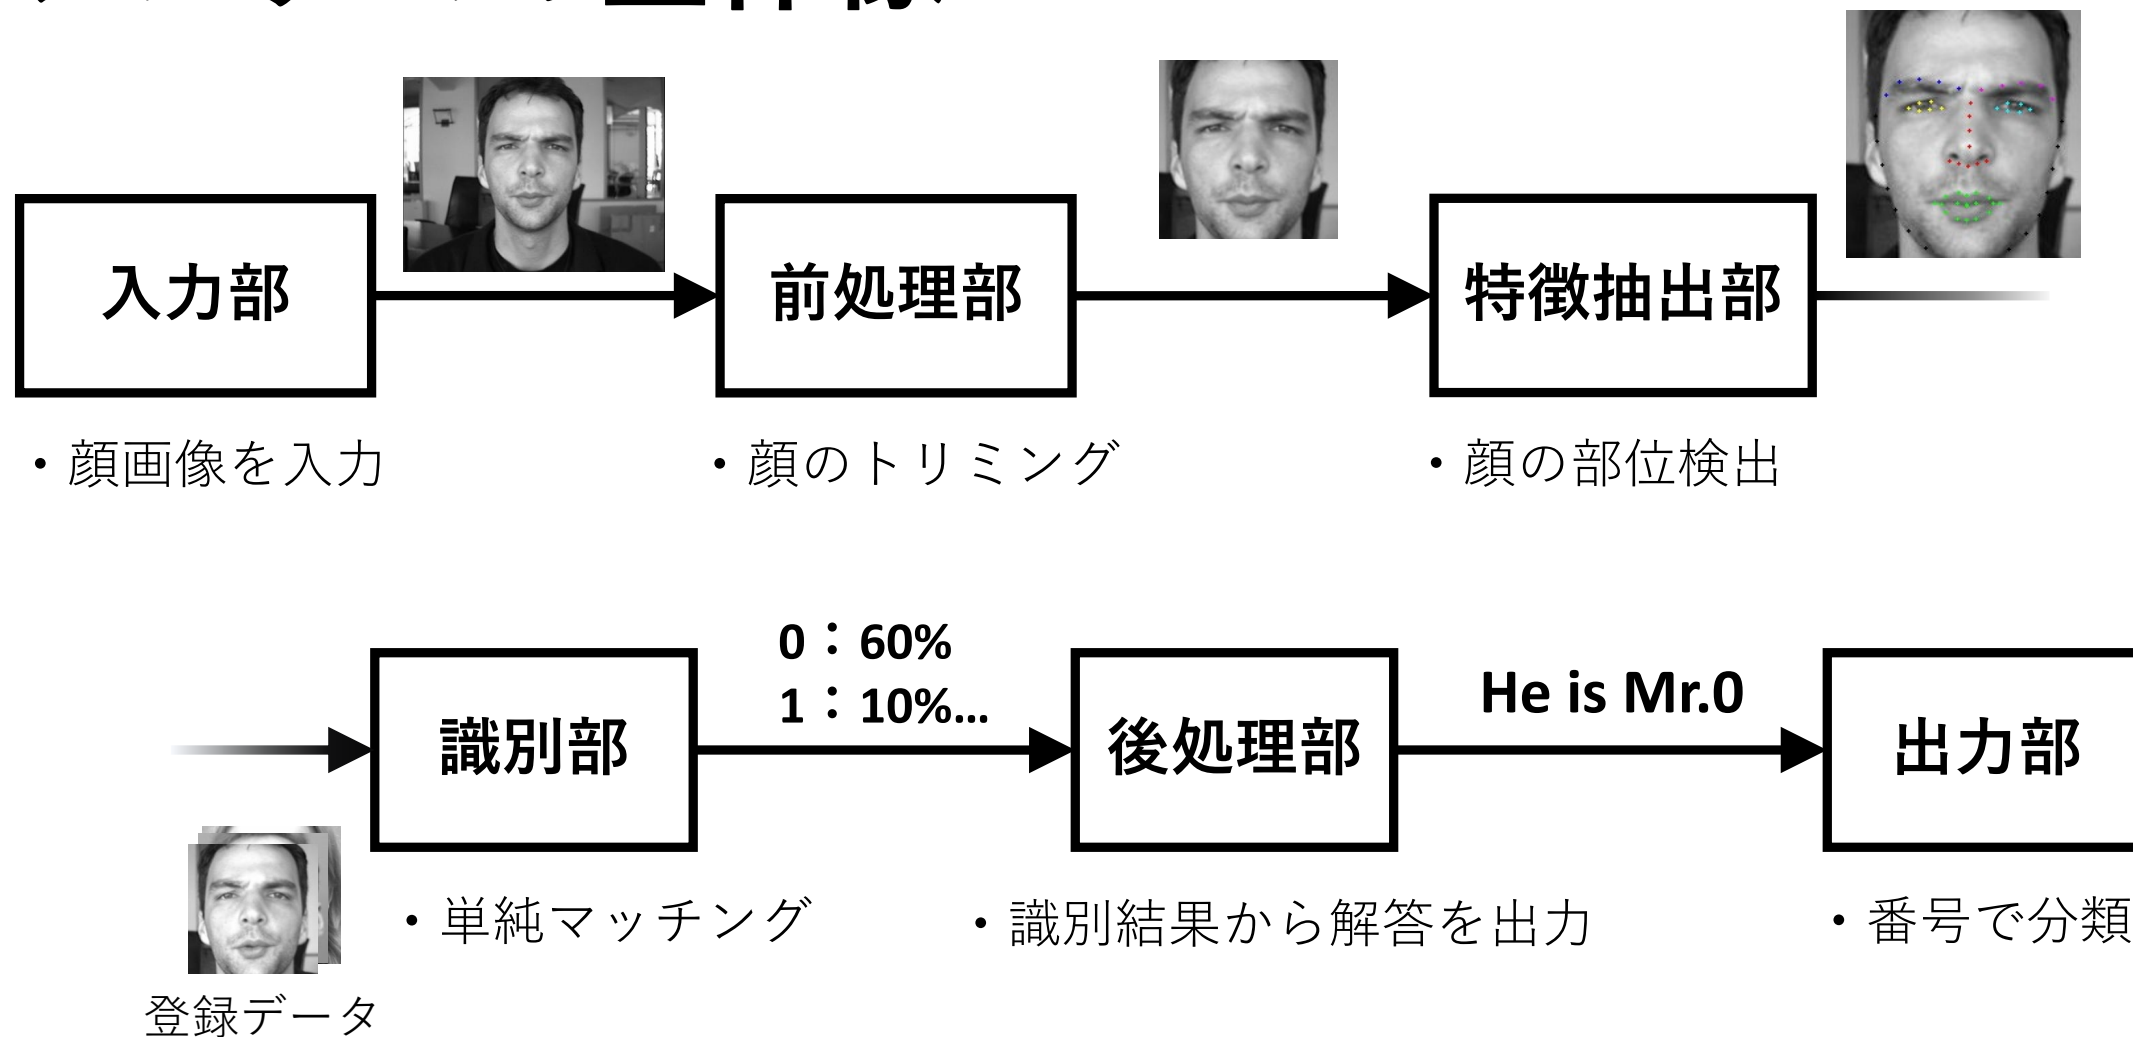 入力部
前処理部
特徴抽出部
・顔画像を入力
・顔のトリミング
・顔の部位検出
0：60%
1：10%...
He is Mr.0
識別部
後処理部
出力部
・単純マッチング
・識別結果から解答を出力
・番号で分類
登録データ